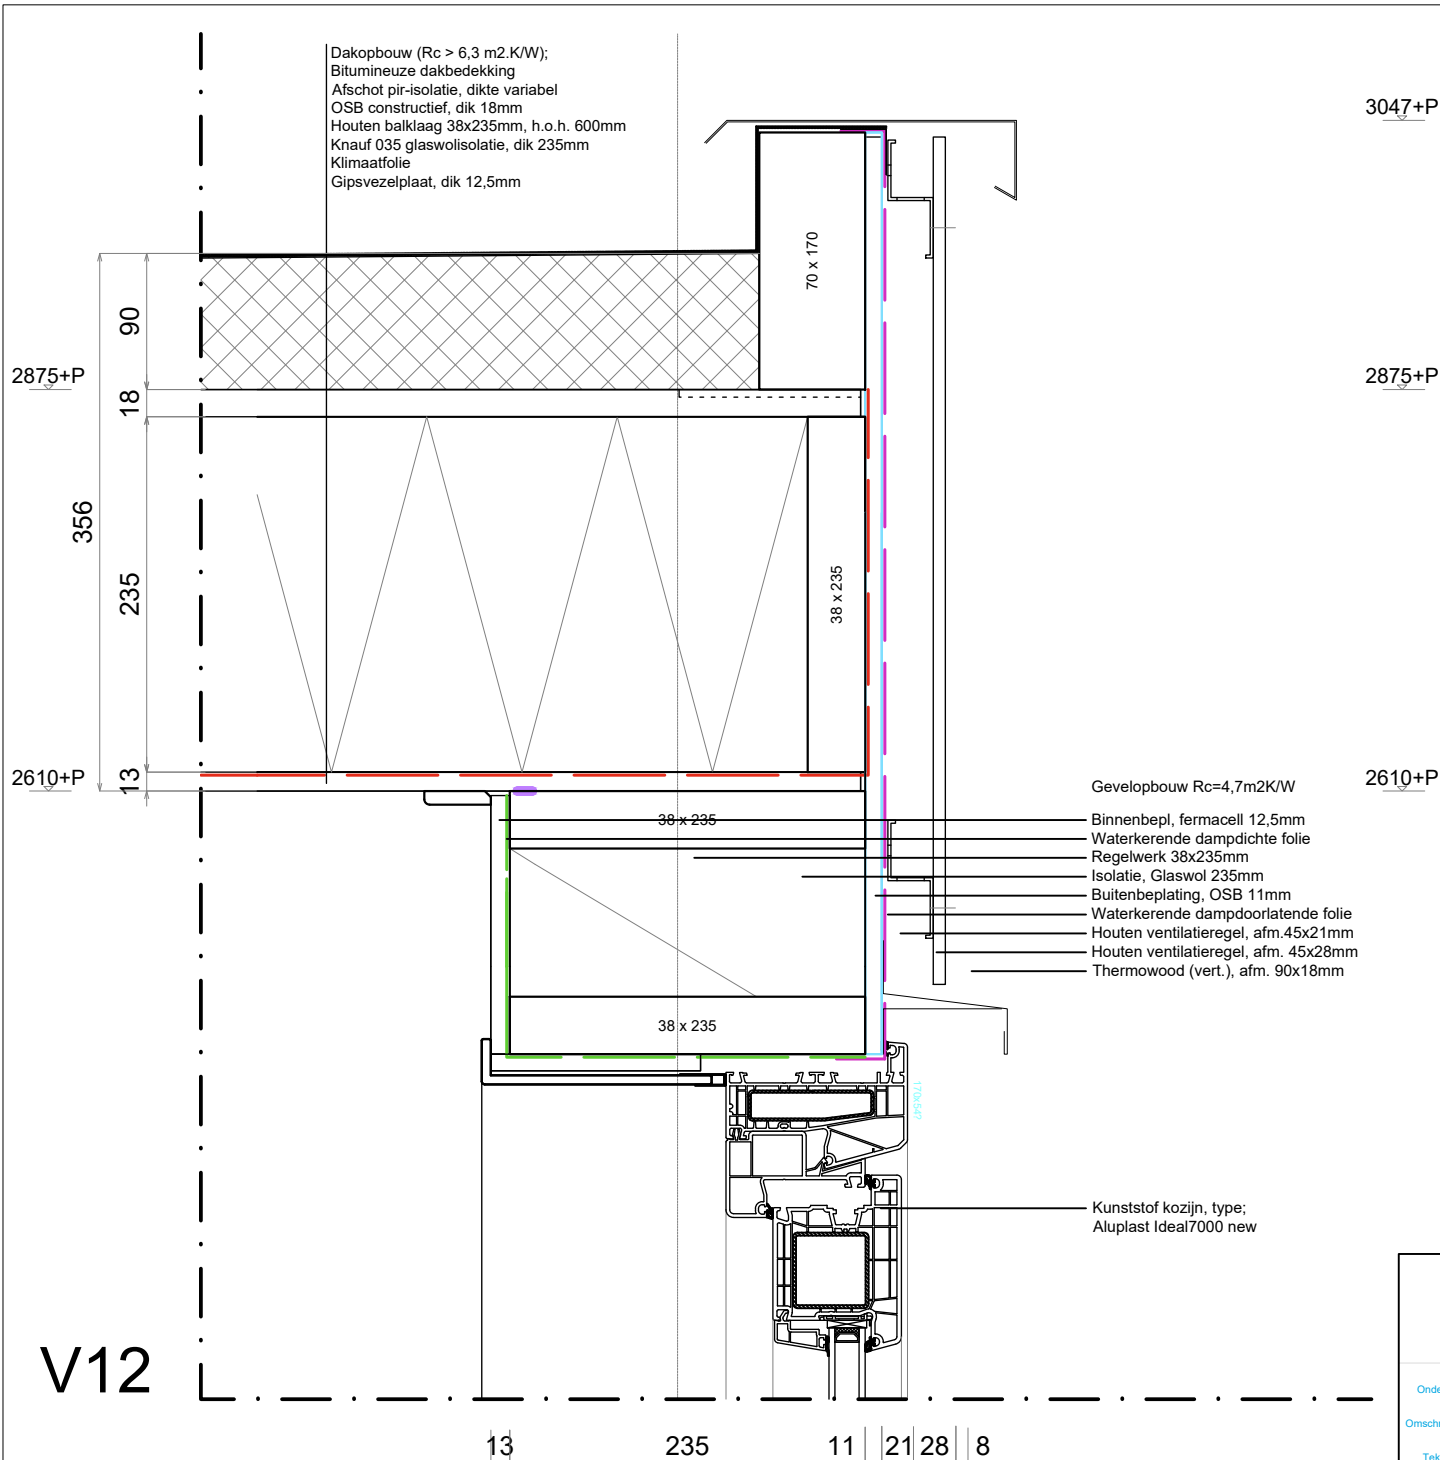 Dakopbouw (Rc > 6,3 m2.K/W);
Bitumineuze dakbedekking
Afschot pir-isolatie, dikte variabel
OSB constructief, dik 18mm
Houten balklaag 38x235mm, h.o.h. 600mm
Knauf 035 glaswolisolatie, dik 235mm
Klimaatfolie
Gipsvezelplaat, dik 12,5mm
3047+P
70 x 170
90
2875+P
2875+P
18
356
235
38 x 235
13
2610+P
2610+P
Gevelopbouw Rc=4,7m2K/W
38 x 235
Binnenbepl, fermacell 12,5mm
Waterkerende dampdichte folie
Regelwerk 38x235mm
Isolatie, Glaswol 235mm
Buitenbeplating, OSB 11mm
Waterkerende dampdoorlatende folie
Houten ventilatieregel, afm.45x21mm
Houten ventilatieregel, afm. 45x28mm
Thermowood (vert.), afm. 90x18mm
38 x 235
170x547
Kunststof kozijn, type;
Aluplast Ideal7000 new
V12
Onde
Omschr
Tek
13 235 11 21 28 8